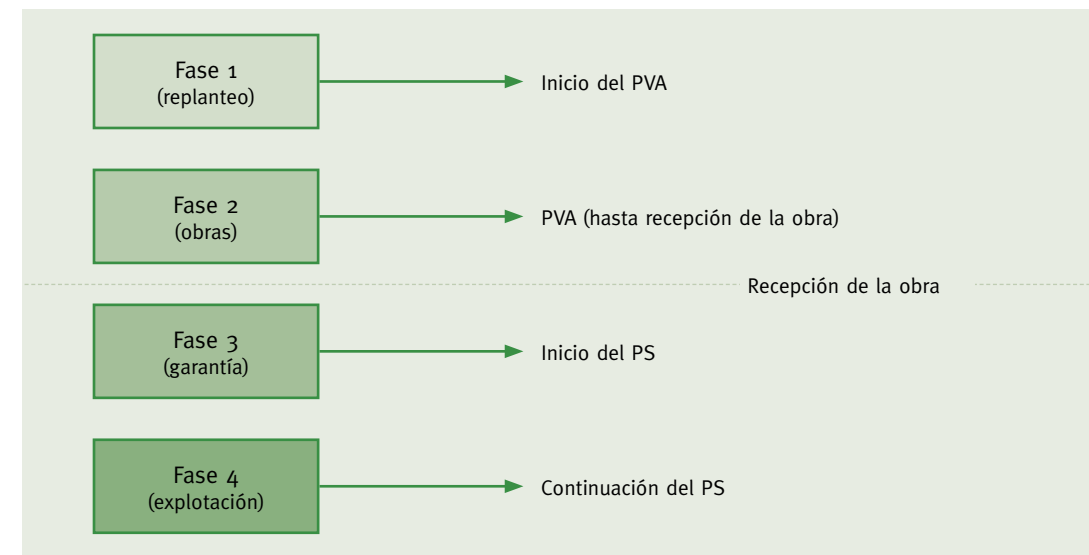 Fase 1
(replanteo)
Inicio del PVA
Fase 2
(obras)
PVA (hasta recepción de la obra)
Recepción de la obra
Fase 3
(garantía)
Inicio del PS
Fase 4
(explotación)
Continuación del PS